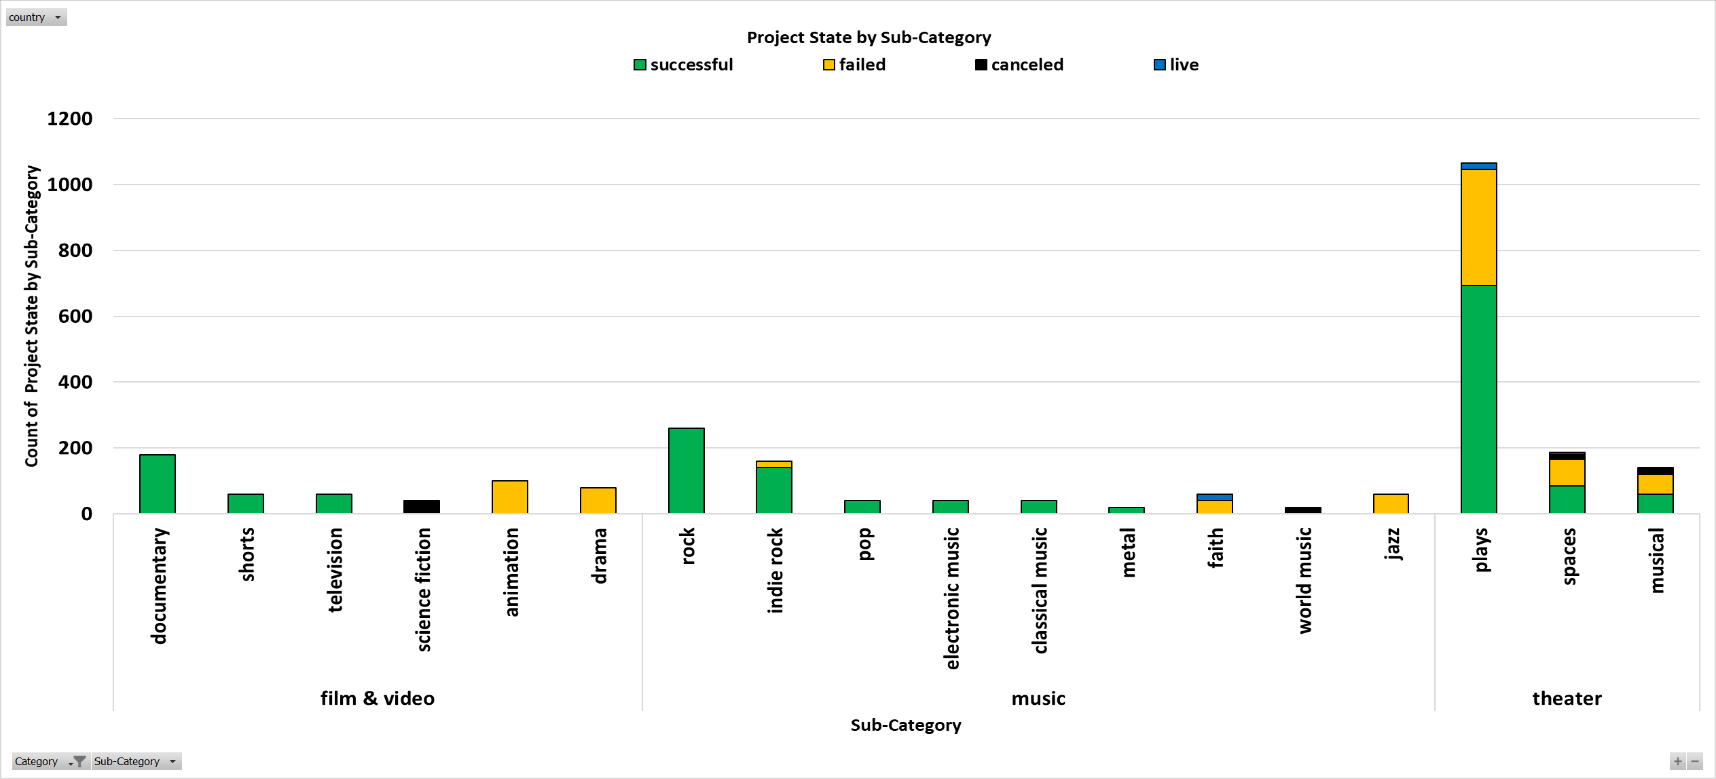 country
Project State by Sub-Category
successful failed canceled live
Count of Project State by Sub-Category
1200
1000
800
600
400
200
0
documentary
shorts
television
science fiction
animation
drama
rock
indie rock
pop
electronic music
classical music
metal
faith
world music
jazz
plays
spaces
musical
film & video music theater
Sub-Category
Category Sub-Category
+ −